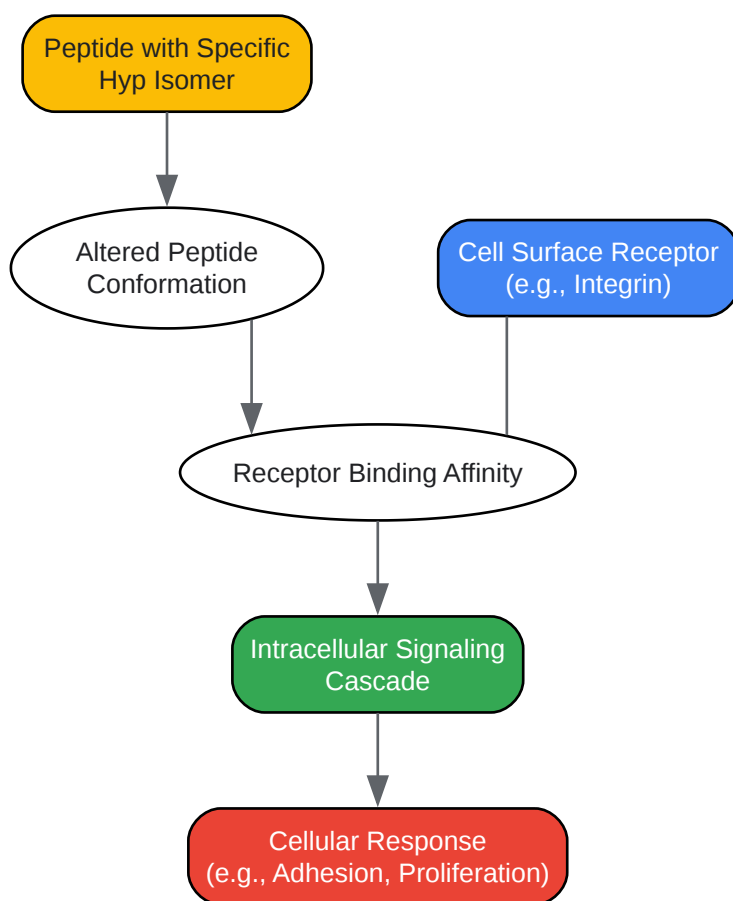 Peptide with Specific
Hyp Isomer
Altered Peptide
Conformation
Cell Surface Receptor
(e.g., Integrin)
Receptor Binding Affinity
Intracellular Signaling
Cascade
Cellular Response
(e.g., Adhesion, Proliferation)